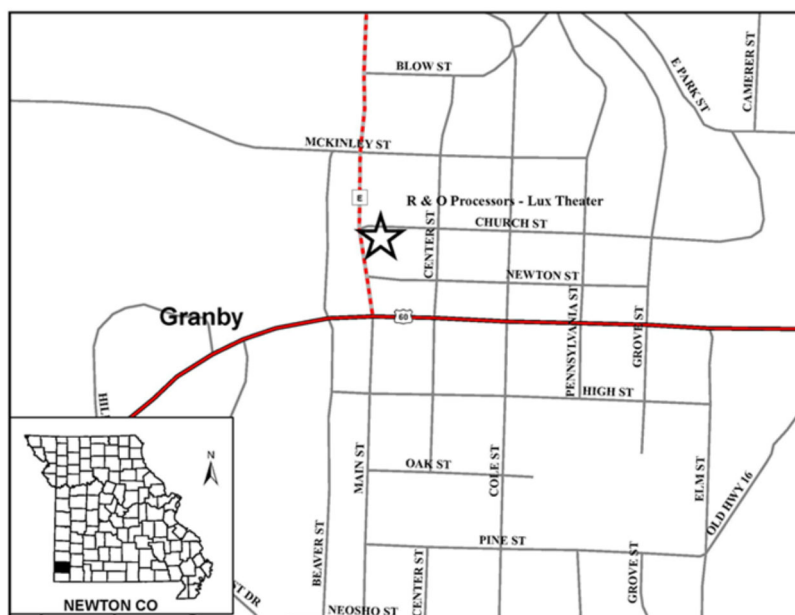 BLOW ST
E PARK ST
CAMERER ST
MCKINLEY ST
E
R & O Processors - Lux Theater
CHURCH ST
CENTER ST
NEWTON ST
Granby
60
PENNSYLVANIA ST
GROVE ST
HIGH ST
MAIN ST
OAK ST
COLE ST
ELM ST
OLD HWY 16
BEAVER ST
PINE ST
CENTER ST
GROVE ST
NEOSHO ST
ST DR
N
NEWTON CO